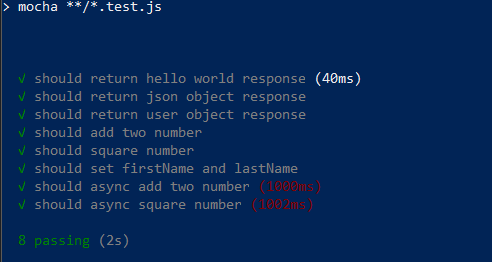 > mocha **/*.test.js
√ should return hello world response (40ms)
√ should return json object response
√ should return user object response
√ should add two number
√ should square number
√ should set firstName and lastName
√ should async add two number (1000ms)
√ should async square number (1002ms)
8 passing (2s)